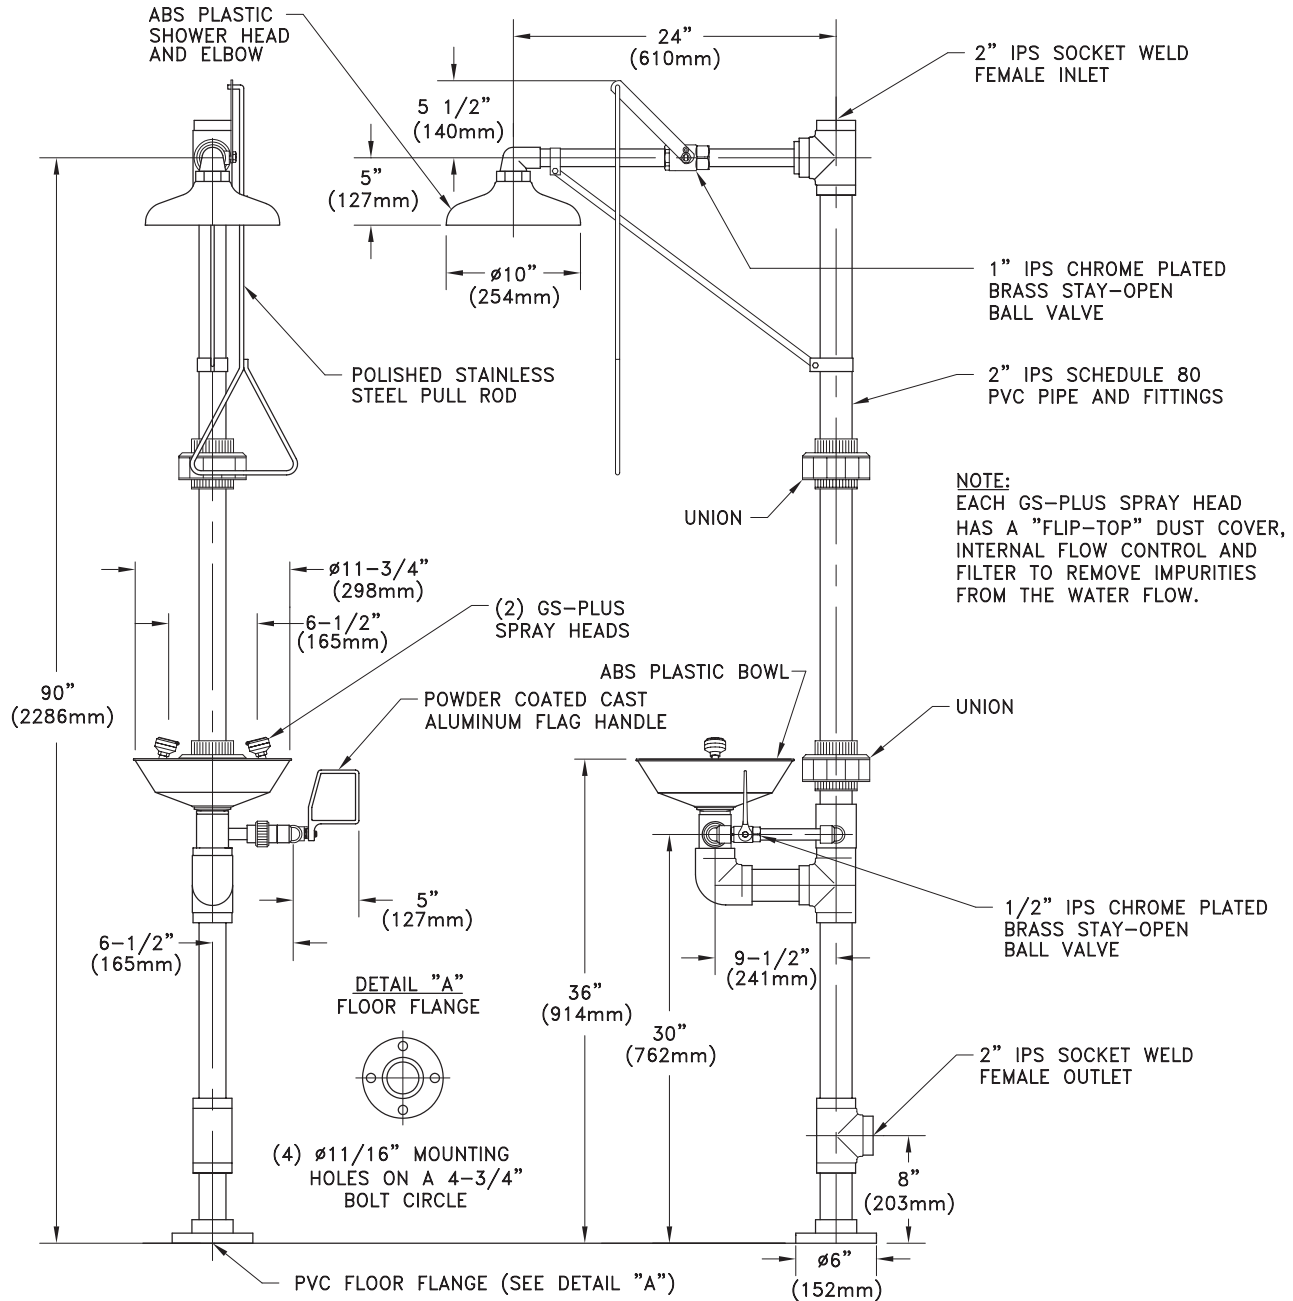 ABS PLASTIC
SHOWER HEAD
AND ELBOW
24"
(610mm)
2" IPS SOCKET WELD
FEMALE INLET
5 1/2"
(140mm)
5"
(127mm)
ø10"
(254mm)
1" IPS CHROME PLATED
BRASS STAY-OPEN
BALL VALVE
POLISHED STAINLESS
STEEL PULL ROD
2" IPS SCHEDULE 80
PVC PIPE AND FITTINGS
UNION
NOTE:
EACH GS-PLUS SPRAY HEAD
HAS A "FLIP-TOP" DUST COVER,
INTERNAL FLOW CONTROL AND
FILTER TO REMOVE IMPURITIES
FROM THE WATER FLOW.
ø11-3/4"
(298mm)
6-1/2"
(165mm)
(2) GS-PLUS
SPRAY HEADS
ABS PLASTIC BOWL
90"
(2286mm)
POWDER COATED CAST
ALUMINUM FLAG HANDLE
UNION
5"
(127mm)
6-1/2"
(165mm)
1/2" IPS CHROME PLATED
BRASS STAY-OPEN
BALL VALVE
9-1/2"
(241mm)
DETAIL "A"
FLOOR FLANGE
36"
(914mm)
30"
(762mm)
2" IPS SOCKET WELD
FEMALE OUTLET
(4) ø11/16" MOUNTING
HOLES ON A 4-3/4"
BOLT CIRCLE
8"
(203mm)
ø6"
(152mm)
PVC FLOOR FLANGE (SEE DETAIL "A")